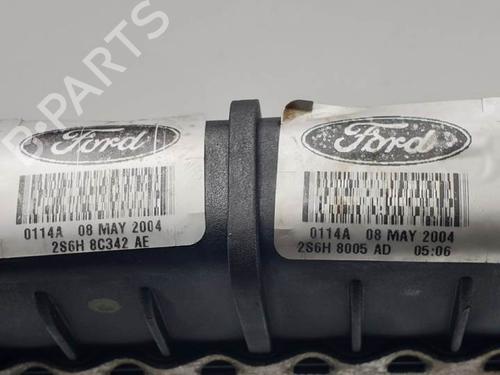 B-PARTS
Ford
0114A 08 MAY 2004
2S6H 8C342 AE
Ford
0114A 08 MAY 2004
2S6H 8005 AD 05:06